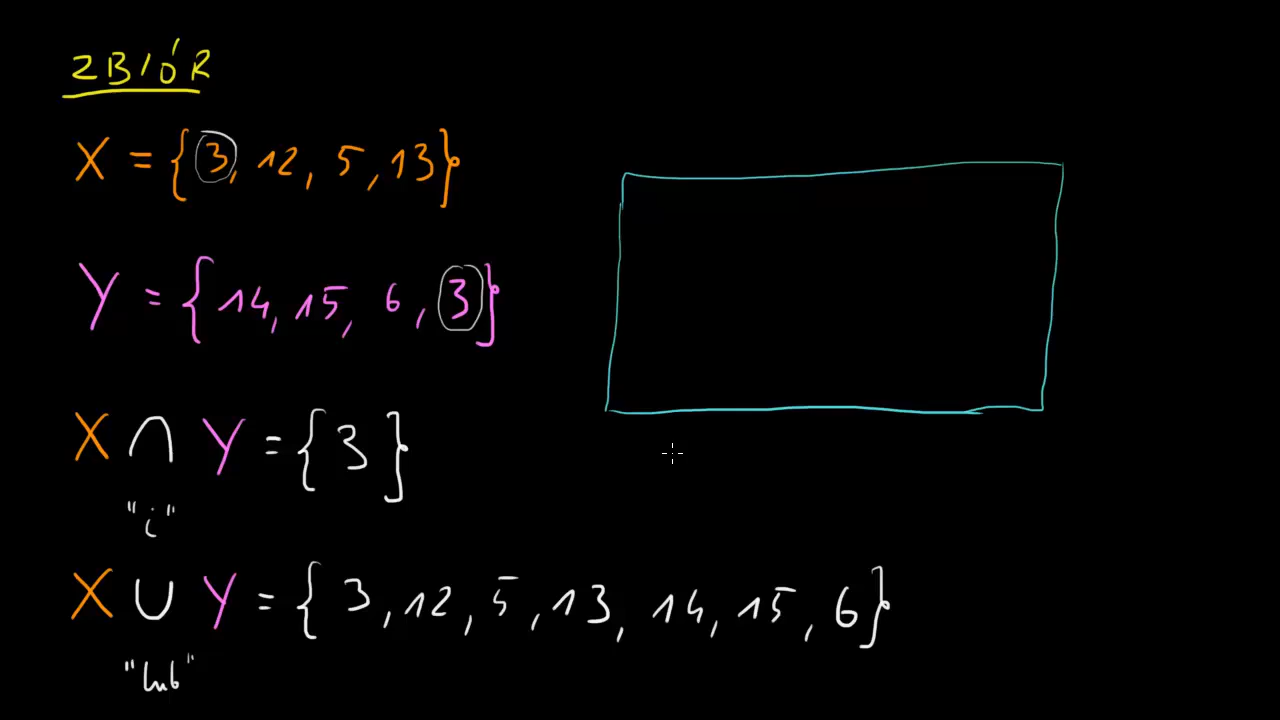 ZBIÓR
X = {3, 12, 5, 13}
Y = {14, 15, 6, 3}
X ∩ Y = {3}
"i"
X ∪ Y = {3, 12, 5, 13, 14, 15, 6}
"lub"